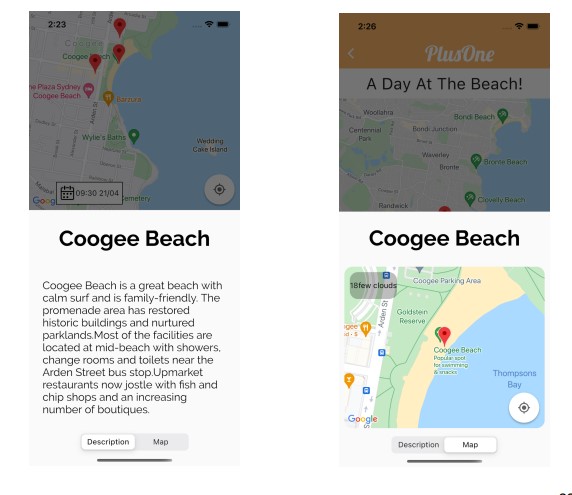 2:23
Coogee
Coogee
ne Plaza Sydney
Coogee Beach
Barzura
Arden St
Wylie's Baths
Wedding
Cake Island
09:30 21/04
Goog
emetery
Coogee Beach
Coogee Beach is a great beach with
calm surf and is family-friendly. The
promenade area has restored
historic buildings and nurtured
parklands.Most of the facilities are
located at mid-beach with showers,
change rooms and toilets near the
Arden Street bus stop.Upmarket
restaurants now jostle with fish and
chip shops and an increasing
number of boutiques.
Description Map
2:26
PlusOne
A Day At The Beach!
Woollahra
Bondi Beach
Centennial
Park
Bondi Junction
Waverley
Bronte
Bronte Beach
Clovelly Beach
Randwick
Coogee Beach
18few clouds
Coogee Parking Area
Arden St
Goldstein
Reserve
Coogee Beach
Popular spot
for swimming
& snacks
Thompsons
Bay
Google
Description Map